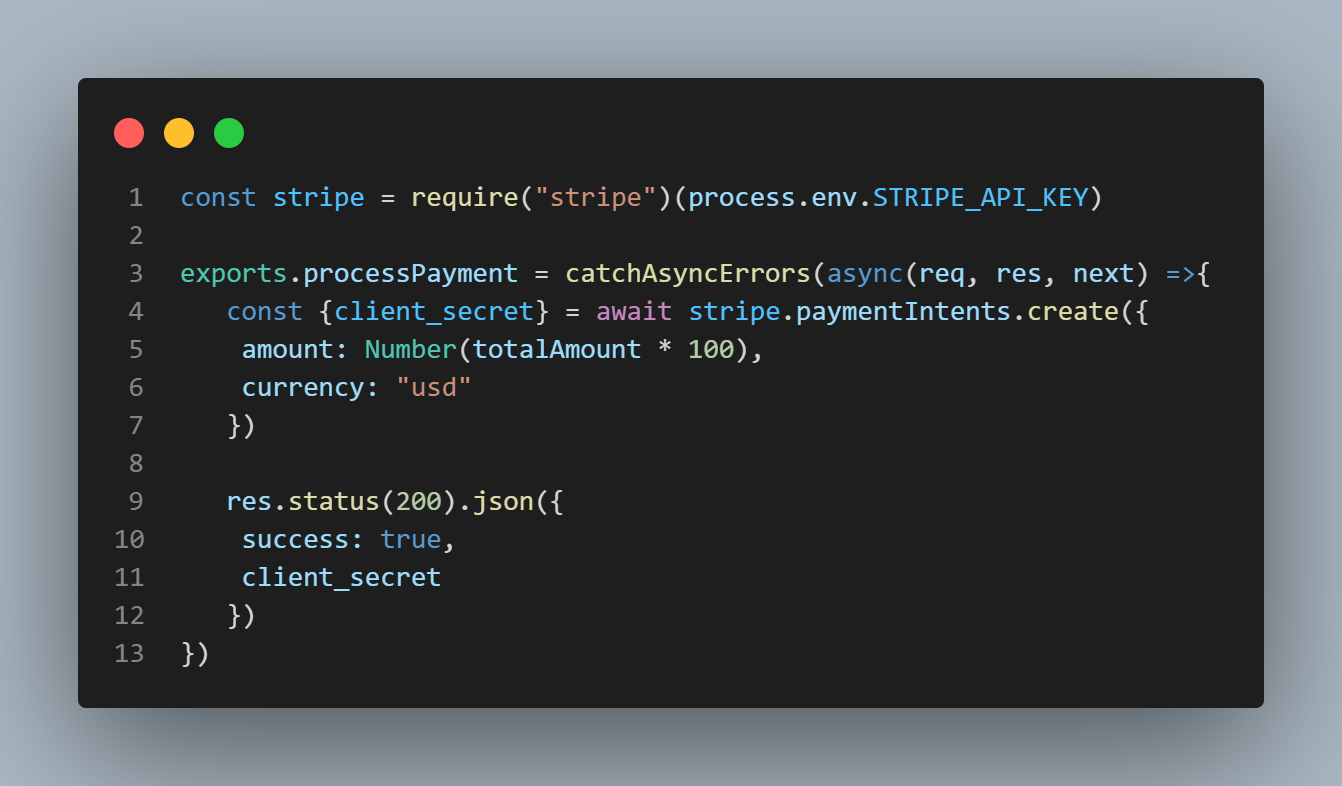 1 const stripe = require("stripe")(process.env.STRIPE_API_KEY)
2
3 exports.processPayment = catchAsyncErrors(async(req, res, next) =>{
4    const {client_secret} = await stripe.paymentIntents.create({
5     amount: Number(totalAmount * 100),
6     currency: "usd"
7    })
8
9    res.status(200).json({
10     success: true,
11     client_secret
12    })
13 })